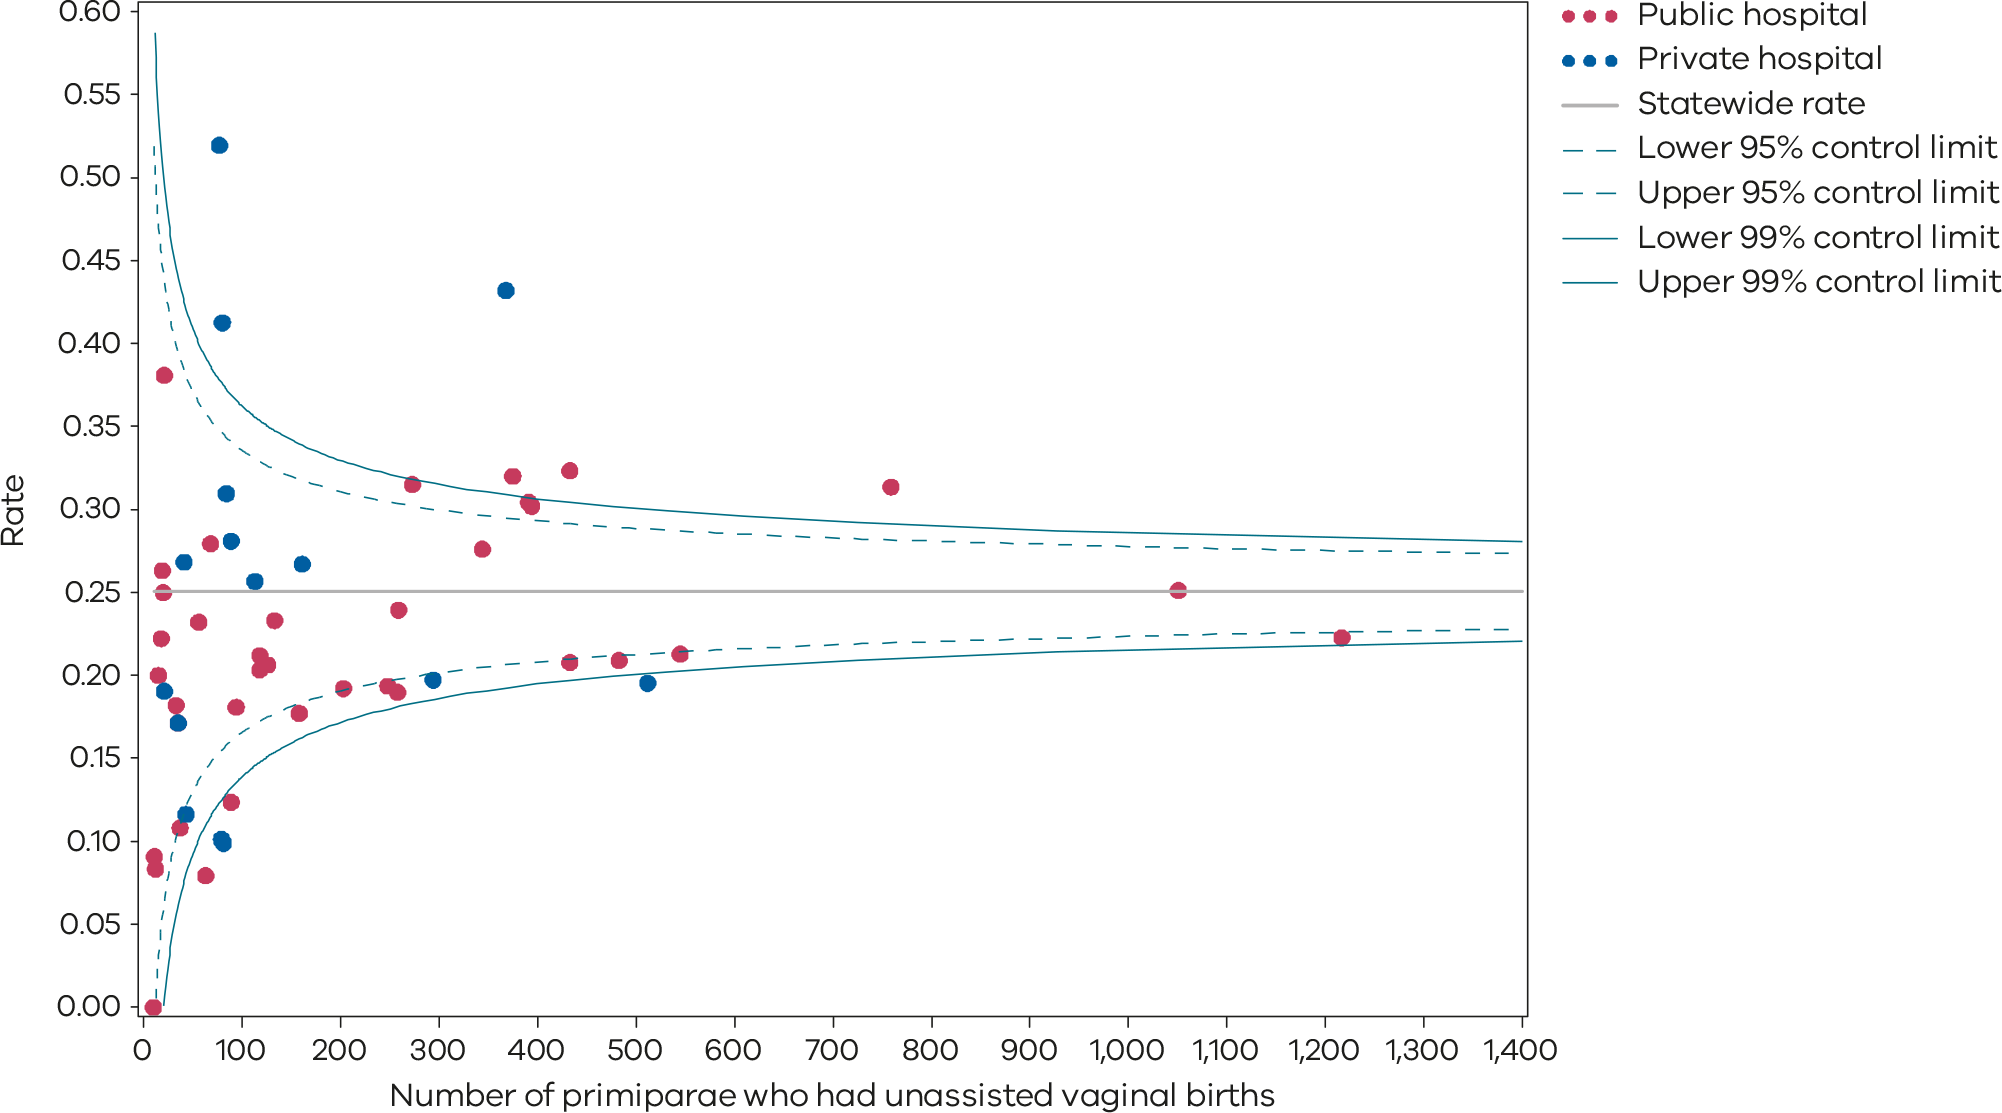 0.60
0.55
0.50
0.45
0.40
0.35
0.30
0.25
0.20
0.15
0.10
0.05
0.00
Rate
0 100 200 300 400 500 600 700 800 900 1,000 1,100 1,200 1,300 1,400
Number of primiparae who had unassisted vaginal births
Public hospital
Private hospital
Statewide rate
Lower 95% control limit
Upper 95% control limit
Lower 99% control limit
Upper 99% control limit